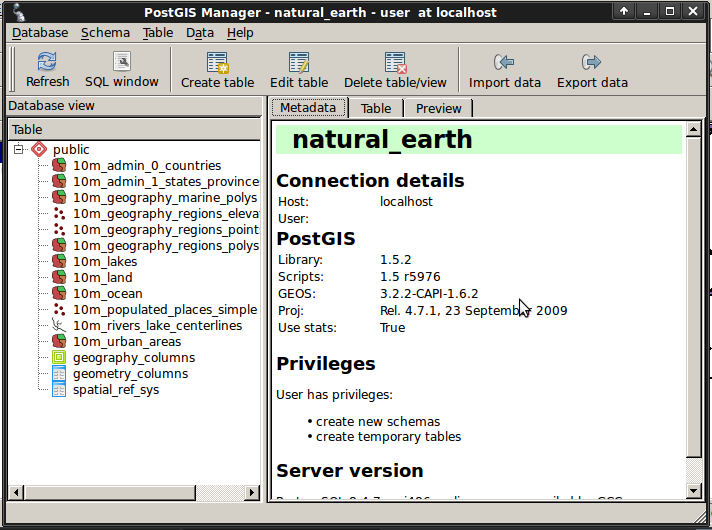 PostGIS Manager - natural_earth - user  at localhost
Database Schema Table Data Help
Refresh SQL window Create table Edit table Delete table/view Import data Export data
Database view
Table
public
10m_admin_0_countries
10m_admin_1_states_province
10m_geography_marine_polys
10m_geography_regions_eleva
10m_geography_regions_point
10m_geography_regions_polys
10m_lakes
10m_land
10m_ocean
10m_populated_places_simple
10m_rivers_lake_centerlines
10m_urban_areas
geography_columns
geometry_columns
spatial_ref_sys
Metadata Table Preview
natural_earth
Connection details
Host: localhost
User:
PostGIS
Library: 1.5.2
Scripts: 1.5 r5976
GEOS: 3.2.2-CAPI-1.6.2
Proj: Rel. 4.7.1, 23 September 2009
Use stats: True
Privileges
User has privileges:
• create new schemas
• create temporary tables
Server version